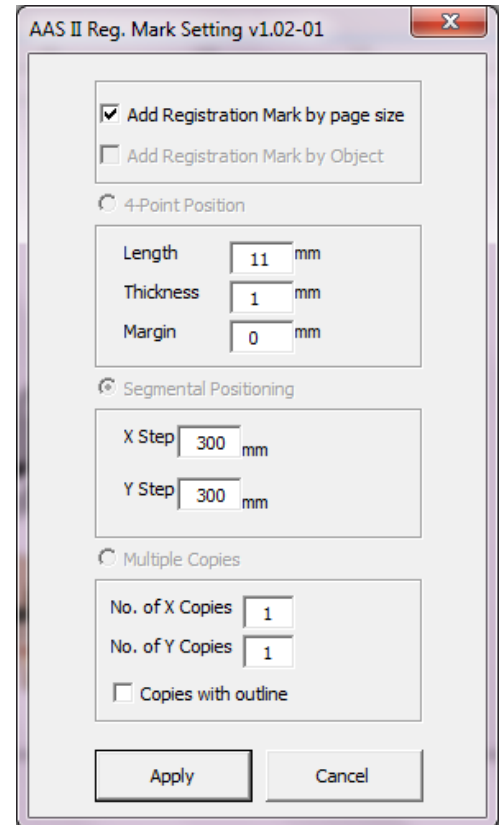 AAS II Reg. Mark Setting v1.02-01
Add Registration Mark by page size
Add Registration Mark by Object
4-Point Position
Length 11 mm
Thickness 1 mm
Margin 0 mm
Segmental Positioning
X Step 300 mm
Y Step 300 mm
Multiple Copies
No. of X Copies 1
No. of Y Copies 1
Copies with outline
Apply Cancel